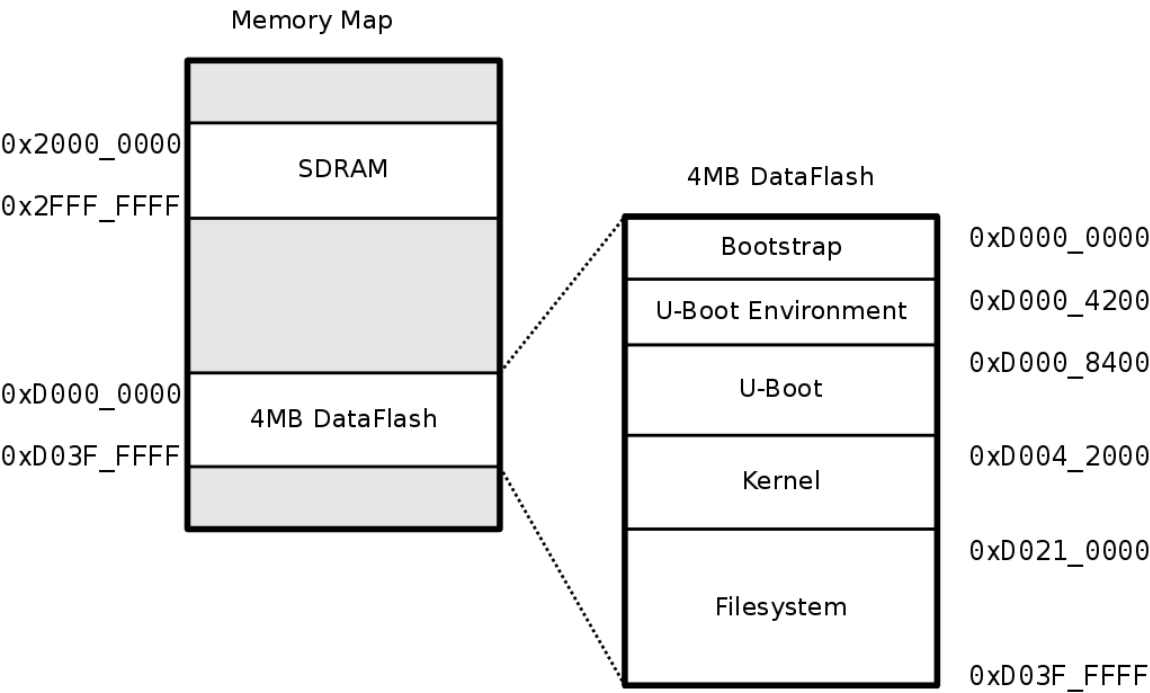 Memory Map
0x2000_0000
SDRAM
0x2FFF_FFFF
0xD000_0000
4MB DataFlash
0xD03F_FFFF
4MB DataFlash
Bootstrap
0xD000_0000
U-Boot Environment
0xD000_4200
0xD000_8400
U-Boot
0xD004_2000
Kernel
0xD021_0000
Filesystem
0xD03F_FFFF